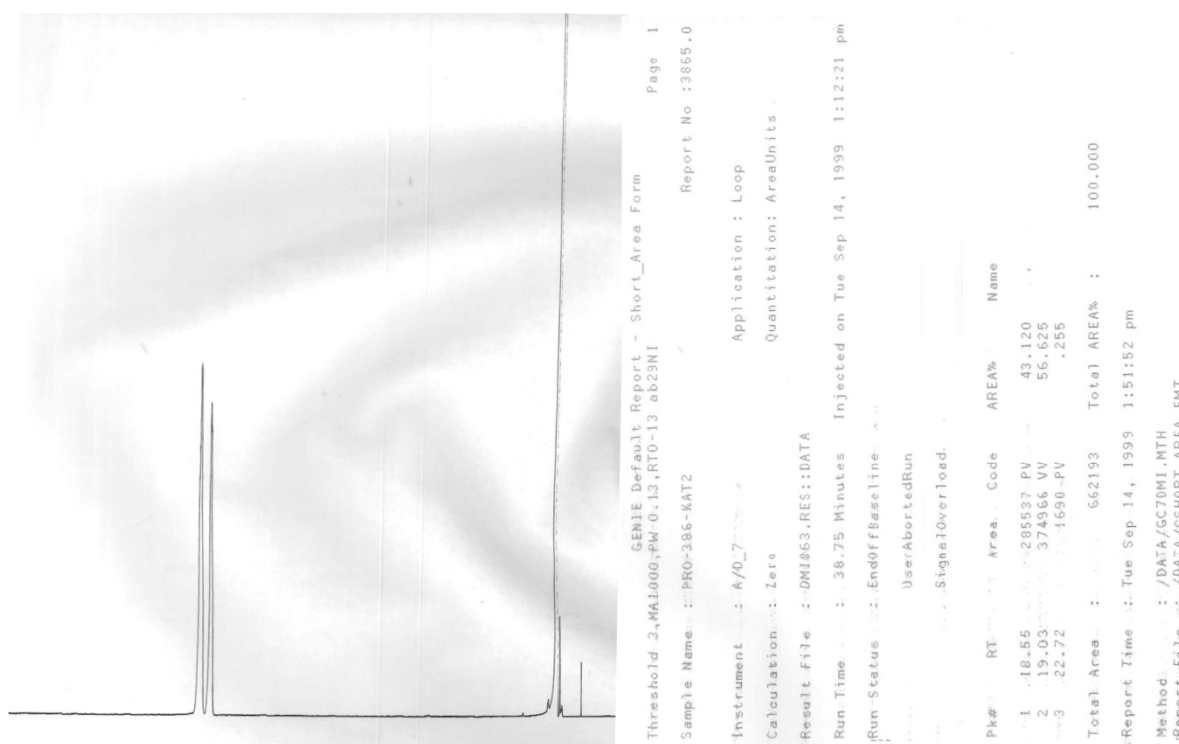 GENIE Default Report - Short_Area Form Page 1
Threshold 3,MA1000,PW 0.13,RTO-13 ab29NI
Sample Name : PRO-386-KAT2 Report No :3865.0
Instrument : A/D_7 Application : Loop
Calculation : Zero Quantitation: AreaUnits
Result File : DMI063.RES::DATA
Run Time : 38.75 Minutes Injected on Tue Sep 14, 1999 1:12:21 pm
Run Status : EndOffBaseline
UserAbortedRun
SignalOverload
Pk# RT Area Code AREA% Name
1 18.55 285537 PV 43.120
2 19.03 374966 VV 56.625
3 22.72 1690 PV .255
Total Area : 662193 Total AREA% : 100.000
Report Time : Tue Sep 14, 1999 1:51:52 pm
Method : /DATA/GC7DMI.MTH